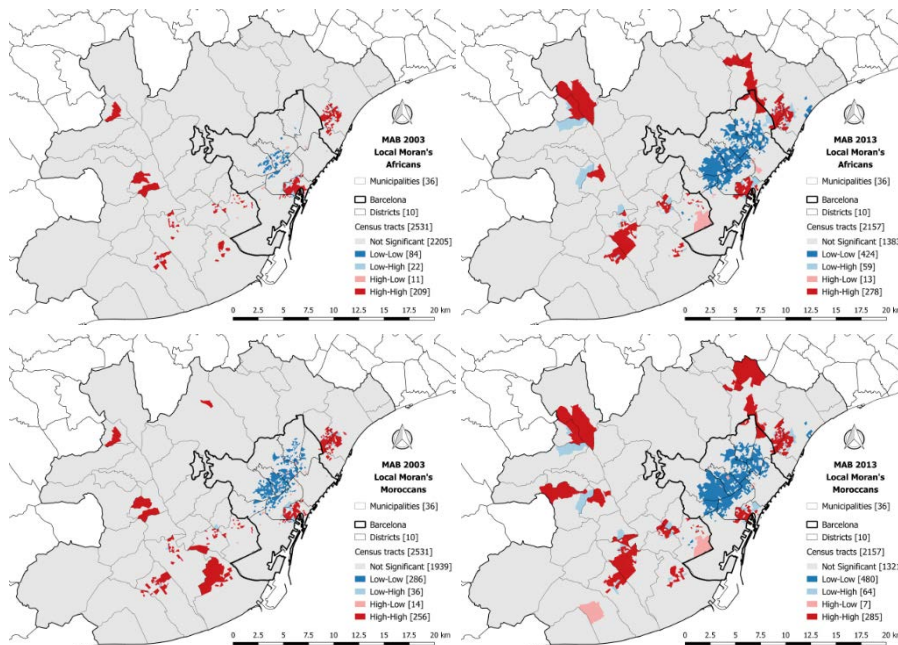 MAB 2003
Local Moran's
Africans
Municipalities [36]
Barcelona
Districts [10]
Census tracts [2531]
Not Significant [2205]
Low-Low [84]
Low-High [22]
High-Low [11]
High-High [209]
0 2.5 5 7.5 10 12.5 15 17.5 20 km
MAB 2013
Local Moran's
Africans
Municipalities [36]
Barcelona
Districts [10]
Census tracts [2157]
Not Significant [1383]
Low-Low [424]
Low-High [59]
High-Low [13]
High-High [278]
0 2.5 5 7.5 10 12.5 15 17.5 20 km
MAB 2003
Local Moran's
Moroccans
Municipalities [36]
Barcelona
Districts [10]
Census tracts [2531]
Not Significant [1939]
Low-Low [286]
Low-High [36]
High-Low [14]
High-High [256]
0 2.5 5 7.5 10 12.5 15 17.5 20 km
MAB 2013
Local Moran's
Moroccans
Municipalities [36]
Barcelona
Districts [10]
Census tracts [2157]
Not Significant [1321]
Low-Low [480]
Low-High [64]
High-Low [7]
High-High [285]
0 2.5 5 7.5 10 12.5 15 17.5 20 km